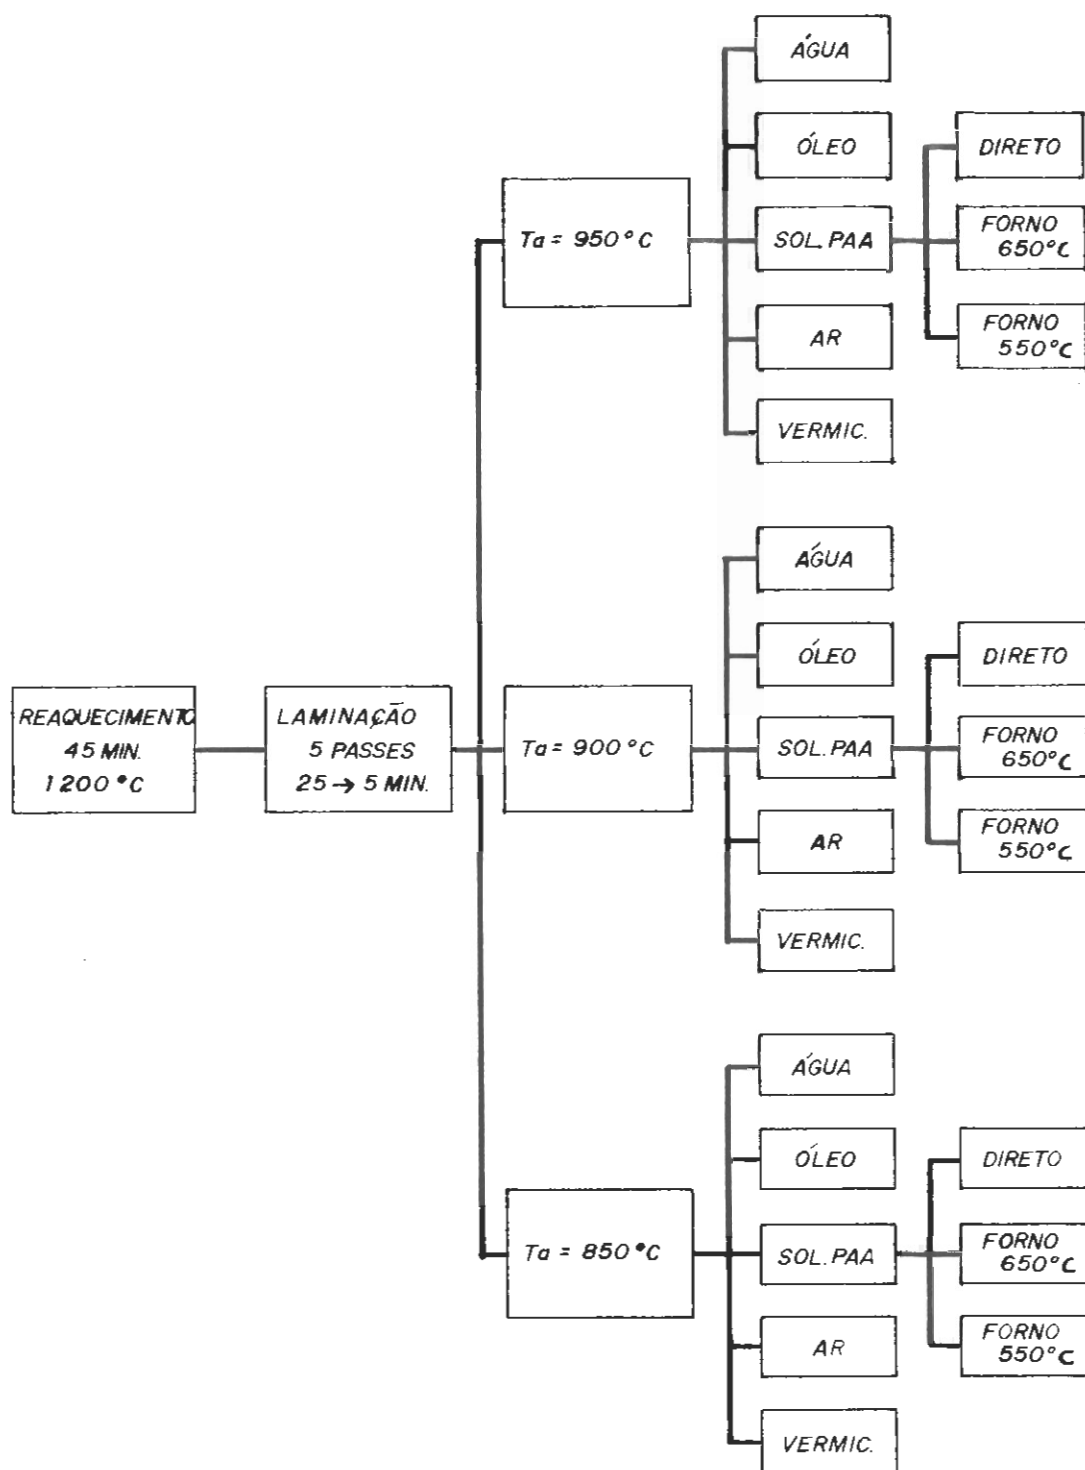 REAQUECIMENTO
45 MIN.
1200°C
LAMINAÇÃO
5 PASSES
25 → 5 MIN.
Ta = 950°C
ÁGUA
ÓLEO
SOL. PAA
AR
VERMIC.
DIRETO
FORNO
650°C
FORNO
550°C
Ta = 900°C
ÁGUA
ÓLEO
SOL. PAA
AR
VERMIC.
DIRETO
FORNO
650°C
FORNO
550°C
Ta = 850°C
ÁGUA
ÓLEO
SOL. PAA
AR
VERMIC.
DIRETO
FORNO
650°C
FORNO
550°C